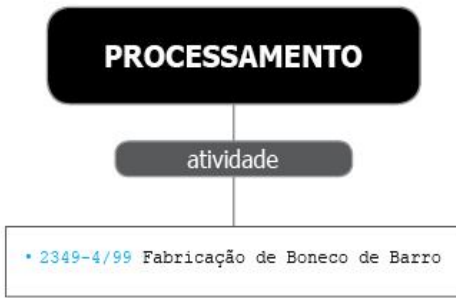 PROCESSAMENTO
atividade
• 2349-4/99 Fabricação de Boneco de Barro